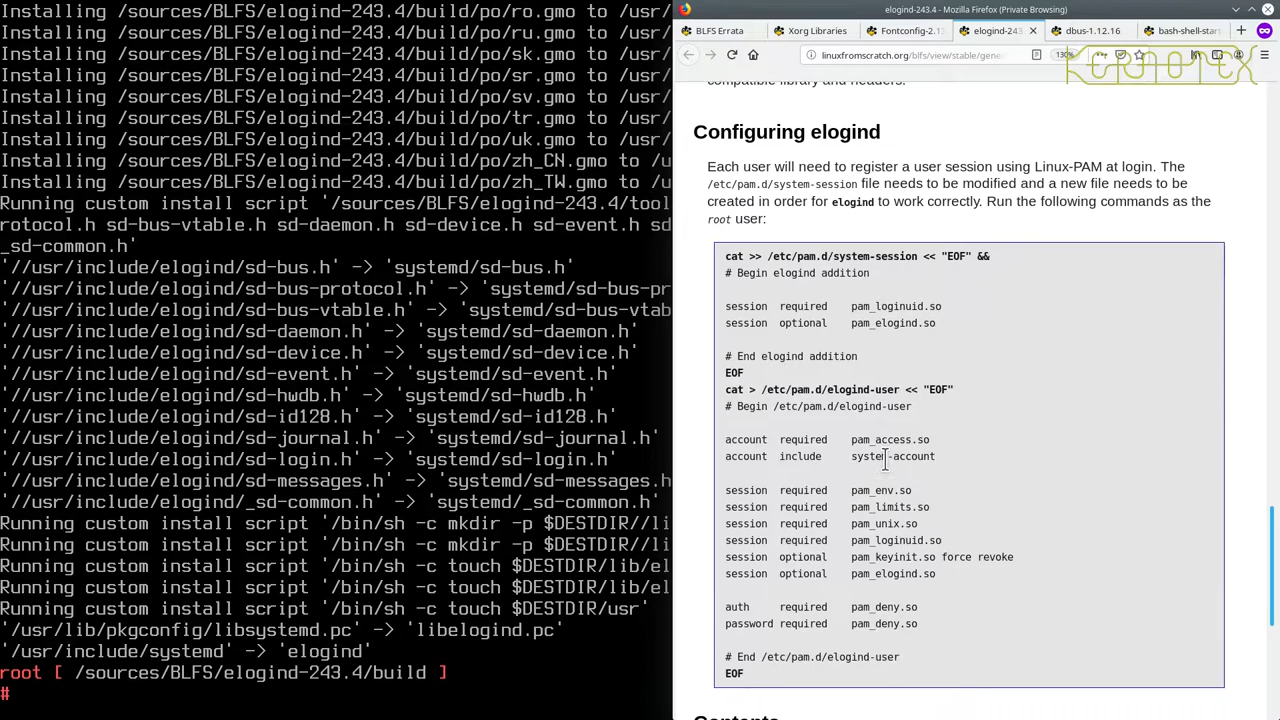 Installing /sources/BLFS/elogind-243.4/build/po/ro.gmo to /usr/
Installing /sources/BLFS/elogind-243.4/build/po/ru.gmo to /usr/
Installing /sources/BLFS/elogind-243.4/build/po/sk.gmo to /usr/
Installing /sources/BLFS/elogind-243.4/build/po/sr.gmo to /usr/
Installing /sources/BLFS/elogind-243.4/build/po/sv.gmo to /usr/
Installing /sources/BLFS/elogind-243.4/build/po/tr.gmo to /usr/
Installing /sources/BLFS/elogind-243.4/build/po/uk.gmo to /usr/
Installing /sources/BLFS/elogind-243.4/build/po/zh_CN.gmo to /u
Installing /sources/BLFS/elogind-243.4/build/po/zh_TW.gmo to /u
Running custom install script '/sources/BLFS/elogind-243.4/tool
rotocol.h sd-bus-vtable.h sd-daemon.h sd-device.h sd-event.h sd
_sd-common.h'
'//usr/include/elogind/sd-bus.h' -> 'systemd/sd-bus.h'
'//usr/include/elogind/sd-bus-protocol.h' -> 'systemd/sd-bus-pr
'//usr/include/elogind/sd-bus-vtable.h' -> 'systemd/sd-bus-vtab
'//usr/include/elogind/sd-daemon.h' -> 'systemd/sd-daemon.h'
'//usr/include/elogind/sd-device.h' -> 'systemd/sd-device.h'
'//usr/include/elogind/sd-event.h' -> 'systemd/sd-event.h'
'//usr/include/elogind/sd-hwdb.h' -> 'systemd/sd-hwdb.h'
'//usr/include/elogind/sd-id128.h' -> 'systemd/sd-id128.h'
'//usr/include/elogind/sd-journal.h' -> 'systemd/sd-journal.h'
'//usr/include/elogind/sd-login.h' -> 'systemd/sd-login.h'
'//usr/include/elogind/sd-messages.h' -> 'systemd/sd-messages.h
'//usr/include/elogind/_sd-common.h' -> 'systemd/_sd-common.h'
Running custom install script '/bin/sh -c mkdir -p $DESTDIR//li
Running custom install script '/bin/sh -c mkdir -p $DESTDIR//li
Running custom install script '/bin/sh -c touch $DESTDIR/lib/el
Running custom install script '/bin/sh -c touch $DESTDIR/lib/el
Running custom install script '/bin/sh -c touch $DESTDIR/usr'
'/usr/lib/pkgconfig/libsystemd.pc' -> 'libelogind.pc'
'/usr/include/systemd' -> 'elogind'
root [ /sources/BLFS/elogind-243.4/build ]
#
elogind-243.4 - Mozilla Firefox (Private Browsing)
BLFS Errata Xorg Libraries Fontconfig-2.1 elogind-243 dbus-1.12.16 bash-shell-star
linuxfromscratch.org/blfs/view/stable/gene 130%
compatible library and headers.
Configuring elogind
Each user will need to register a user session using Linux-PAM at login. The
/etc/pam.d/system-session file needs to be modified and a new file needs to be
created in order for elogind to work correctly. Run the following commands as the
root user:
cat >> /etc/pam.d/system-session << "EOF" &&
# Begin elogind addition
session required pam_loginuid.so
session optional pam_elogind.so
# End elogind addition
EOF
cat > /etc/pam.d/elogind-user << "EOF"
# Begin /etc/pam.d/elogind-user
account required pam_access.so
account include system-account
session required pam_env.so
session required pam_limits.so
session required pam_unix.so
session required pam_loginuid.so
session optional pam_keyinit.so force revoke
session optional pam_elogind.so
auth required pam_deny.so
password required pam_deny.so
# End /etc/pam.d/elogind-user
EOF
Contents